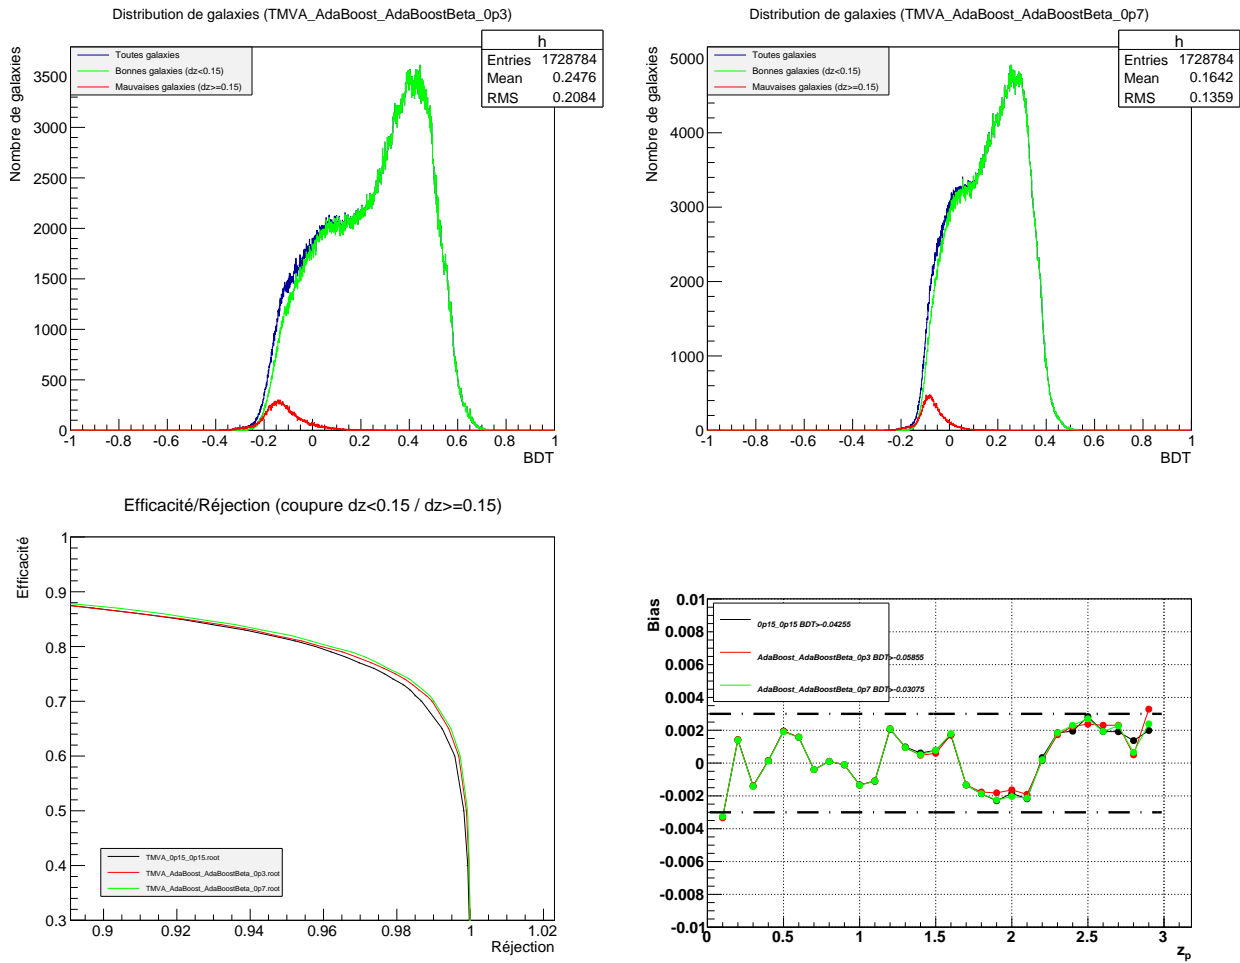 Distribution de galaxies (TMVA_AdaBoost_AdaBoostBeta_0p3)
Nombre de galaxies
Toutes galaxies
Bonnes galaxies (dz<0.15)
Mauvaises galaxies (dz>=0.15)
h
Entries 1728784
Mean 0.2476
RMS 0.2084
3500
3000
2500
2000
1500
1000
500
0
-1 -0.8 -0.6 -0.4 -0.2 0 0.2 0.4 0.6 0.8 1
BDT
Distribution de galaxies (TMVA_AdaBoost_AdaBoostBeta_0p7)
Nombre de galaxies
Toutes galaxies
Bonnes galaxies (dz<0.15)
Mauvaises galaxies (dz>=0.15)
h
Entries 1728784
Mean 0.1642
RMS 0.1359
5000
4000
3000
2000
1000
0
-1 -0.8 -0.6 -0.4 -0.2 0 0.2 0.4 0.6 0.8 1
BDT
Efficacité/Réjection (coupure dz<0.15 / dz>=0.15)
Efficacité
1
0.9
0.8
0.7
0.6
0.5
0.4
0.3
TMVA_0p15_0p15.root
TMVA_AdaBoost_AdaBoostBeta_0p3.root
TMVA_AdaBoost_AdaBoostBeta_0p7.root
0.9 0.92 0.94 0.96 0.98 1 1.02
Réjection
Bias
0.01
0.008
0.006
0.004
0.002
0
-0.002
-0.004
-0.006
-0.008
-0.01
0p15_0p15 BDT>-0.04255
AdaBoost_AdaBoostBeta_0p3 BDT>-0.05855
AdaBoost_AdaBoostBeta_0p7 BDT>-0.03075
0 0.5 1 1.5 2 2.5 3
z_p